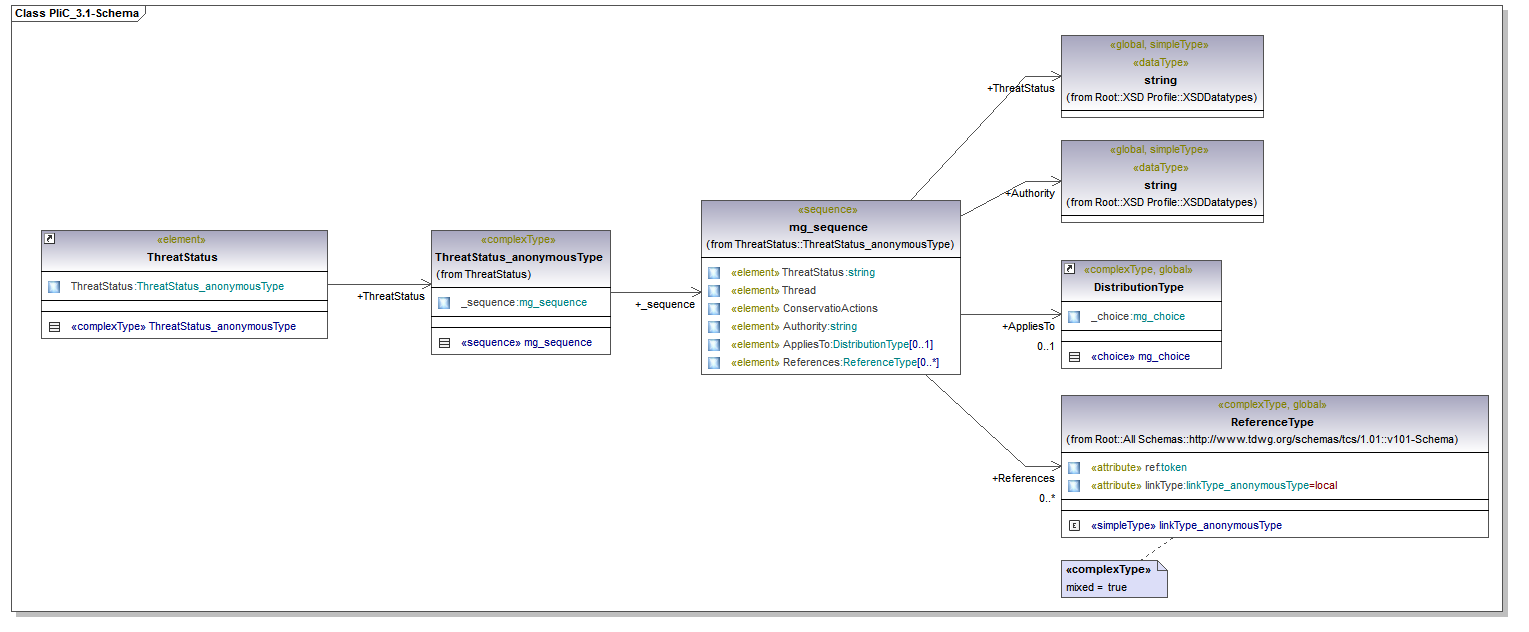 Class PliC_3.1-Schema
«element»
ThreatStatus
ThreatStatus:ThreatStatus_anonymousType
«complexType» ThreatStatus_anonymousType
+ThreatStatus
«complexType»
ThreatStatus_anonymousType
(from ThreatStatus)
_sequence:mg_sequence
«sequence» mg_sequence
+_sequence
«sequence»
mg_sequence
(from ThreatStatus::ThreatStatus_anonymousType)
«element» ThreatStatus:string
«element» Thread
«element» ConservatioActions
«element» Authority:string
«element» AppliesTo:DistributionType[0..1]
«element» References:ReferenceType[0..*]
+ThreatStatus
«global, simpleType»
«dataType»
string
(from Root::XSD Profile::XSDDatatypes)
+Authority
«global, simpleType»
«dataType»
string
(from Root::XSD Profile::XSDDatatypes)
+AppliesTo
0..1
«complexType, global»
DistributionType
_choice:mg_choice
«choice» mg_choice
+References
0..*
«complexType, global»
ReferenceType
(from Root::All Schemas::http://www.tdwg.org/schemas/tcs/1.01::v101-Schema)
«attribute» ref:token
«attribute» linkType:linkType_anonymousType=local
«simpleType» linkType_anonymousType
«complexType»
mixed = true